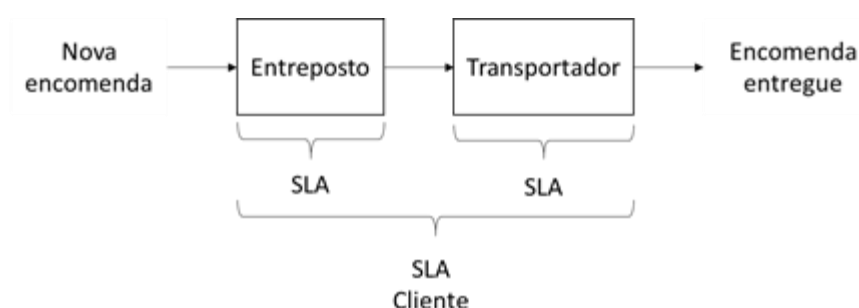 Nova
encomenda
Entreposto
Transportador
Encomenda
entregue
SLA
SLA
SLA
Cliente